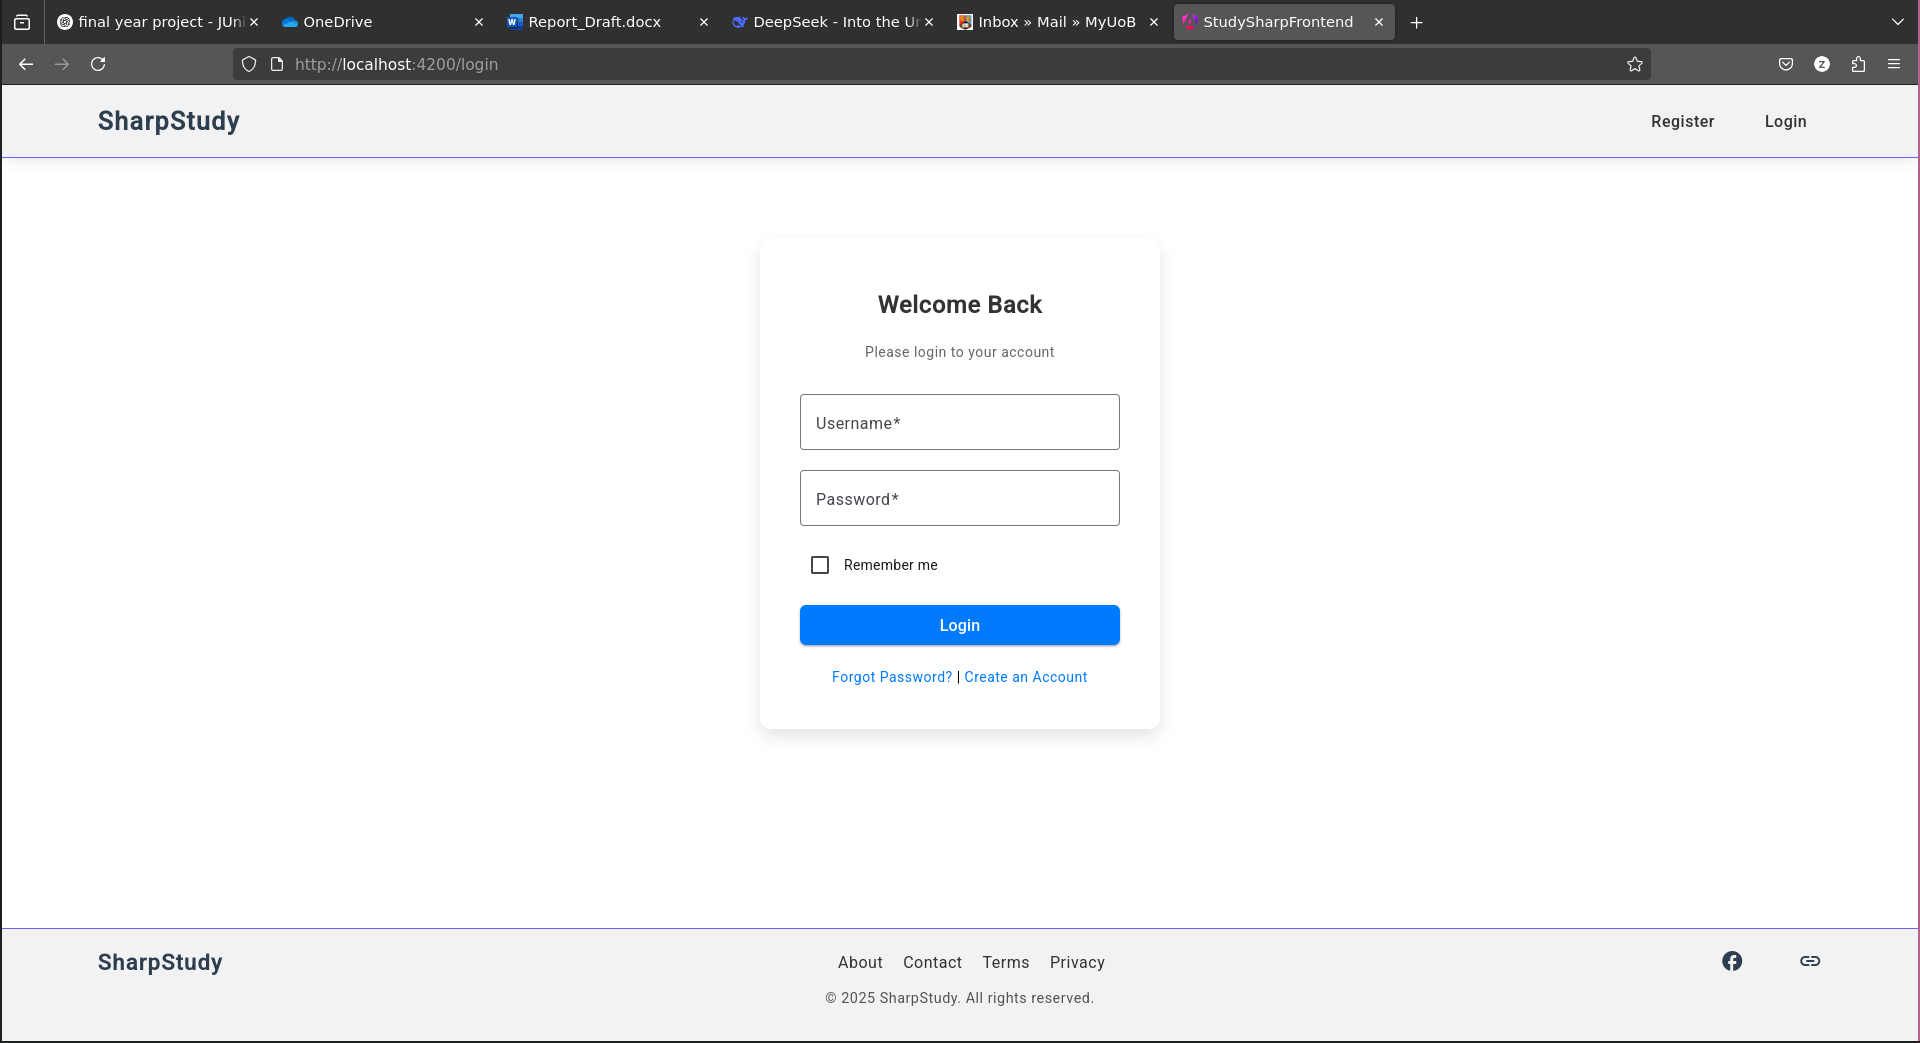 final year project - JUni
OneDrive
Report_Draft.docx
DeepSeek - Into the Un
Inbox » Mail » MyUoB
StudySharpFrontend
http://localhost:4200/login
Z
SharpStudy
Register
Login
Welcome Back
Please login to your account
Username*
Password*
Remember me
Login
Forgot Password? | Create an Account
SharpStudy
About Contact Terms Privacy
© 2025 SharpStudy. All rights reserved.